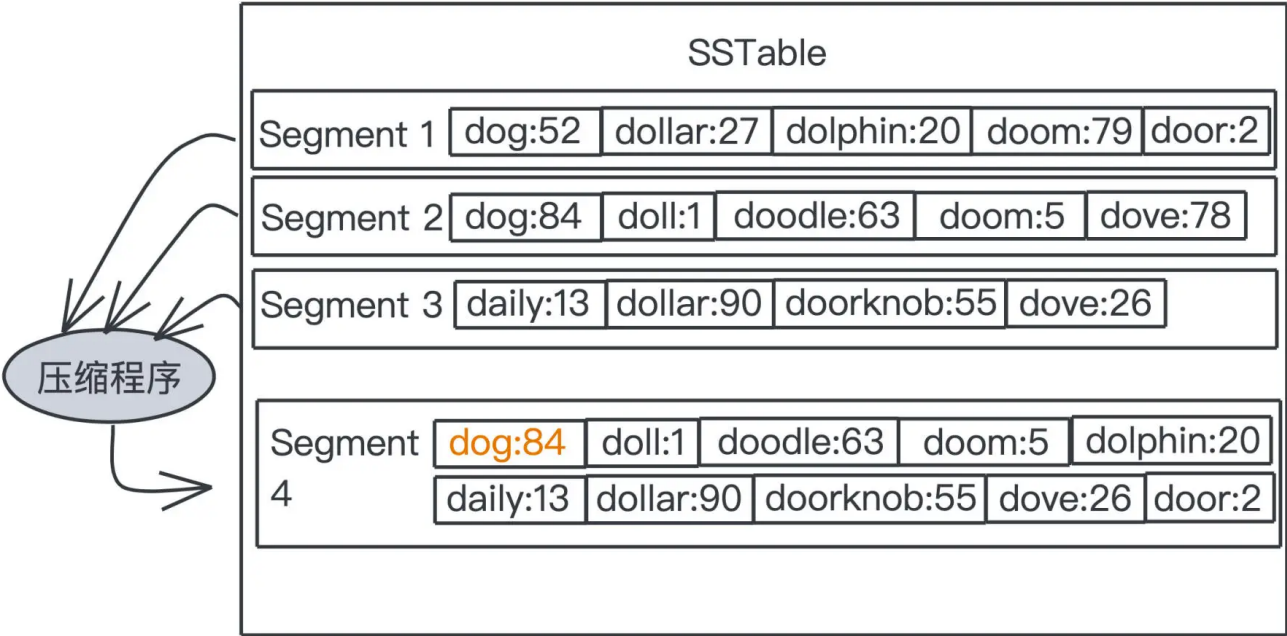 SSTable
Segment 1 dog:52 dollar:27 dolphin:20 doom:79 door:2
Segment 2 dog:84 doll:1 doodle:63 doom:5 dove:78
Segment 3 daily:13 dollar:90 doorknob:55 dove:26
压缩程序
Segment 4
dog:84 doll:1 doodle:63 doom:5 dolphin:20
daily:13 dollar:90 doorknob:55 dove:26 door:2